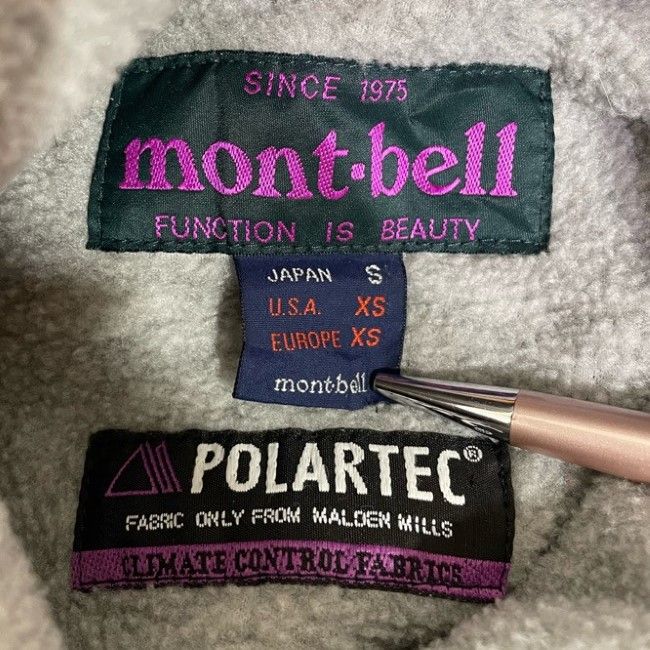 SINCE 1975
mont·bell
FUNCTION IS BEAUTY
JAPAN S
U.S.A. XS
EUROPE XS
mont·bell
POLARTEC®
FABRIC ONLY FROM MALDEN MILLS
CLIMATE CONTROL FABRICS